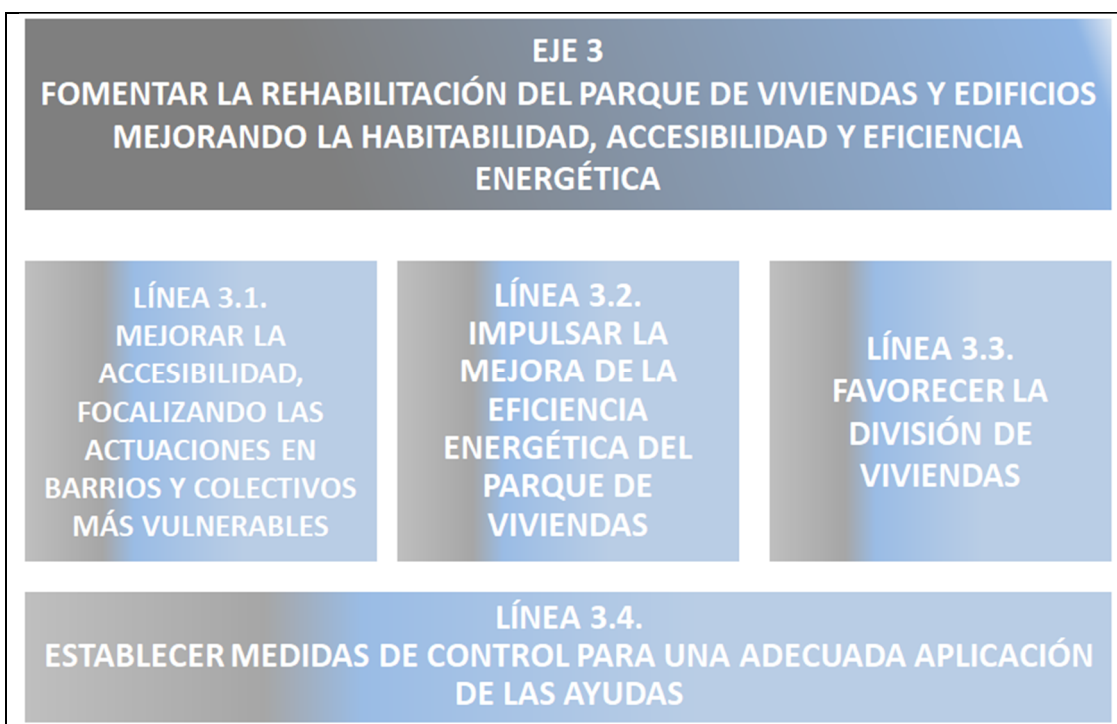 EJE 3
FOMENTAR LA REHABILITACIÓN DEL PARQUE DE VIVIENDAS Y EDIFICIOS
MEJORANDO LA HABITABILIDAD, ACCESIBILIDAD Y EFICIENCIA
ENERGÉTICA
LÍNEA 3.1.
MEJORAR LA
ACCESIBILIDAD,
FOCALIZANDO LAS
ACTUACIONES EN
BARRIOS Y COLECTIVOS
MÁS VULNERABLES
LÍNEA 3.2.
IMPULSAR LA
MEJORA DE LA
EFICIENCIA
ENERGÉTICA DEL
PARQUE DE
VIVIENDAS
LÍNEA 3.3.
FAVORECER LA
DIVISIÓN DE
VIVIENDAS
LÍNEA 3.4.
ESTABLECER MEDIDAS DE CONTROL PARA UNA ADECUADA APLICACIÓN
DE LAS AYUDAS